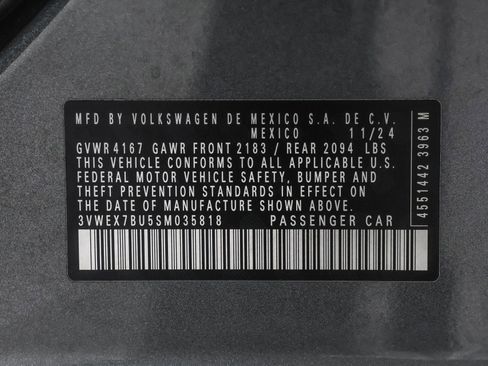 MFD BY VOLKSWAGEN DE MEXICO S.A. DE C.V.
MEXICO 11/24
GVWR 4167 GAWR FRONT 2183 / REAR 2094 LBS
THIS VEHICLE CONFORMS TO ALL APPLICABLE U.S.
FEDERAL MOTOR VEHICLE SAFETY, BUMPER AND
THEFT PREVENTION STANDARDS IN EFFECT ON
THE DATE OF MANUFACTURE SHOWN ABOVE.
3VWEX7BU5SM035818 PASSENGER CAR
4551442 3963 M